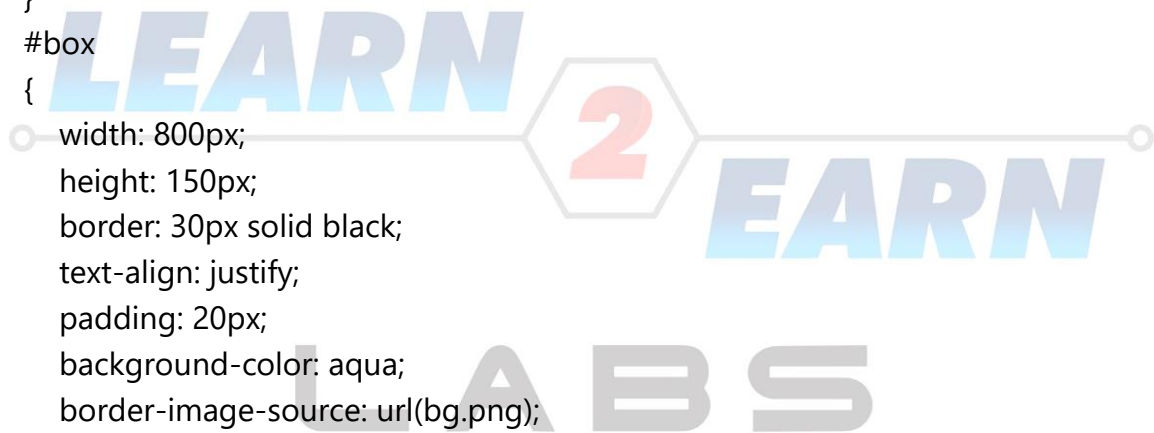 }
#box
{
width: 800px;
height: 150px;
border: 30px solid black;
text-align: justify;
padding: 20px;
background-color: aqua;
border-image-source: url(bg.png);
LEARN
2
EARN
LABS